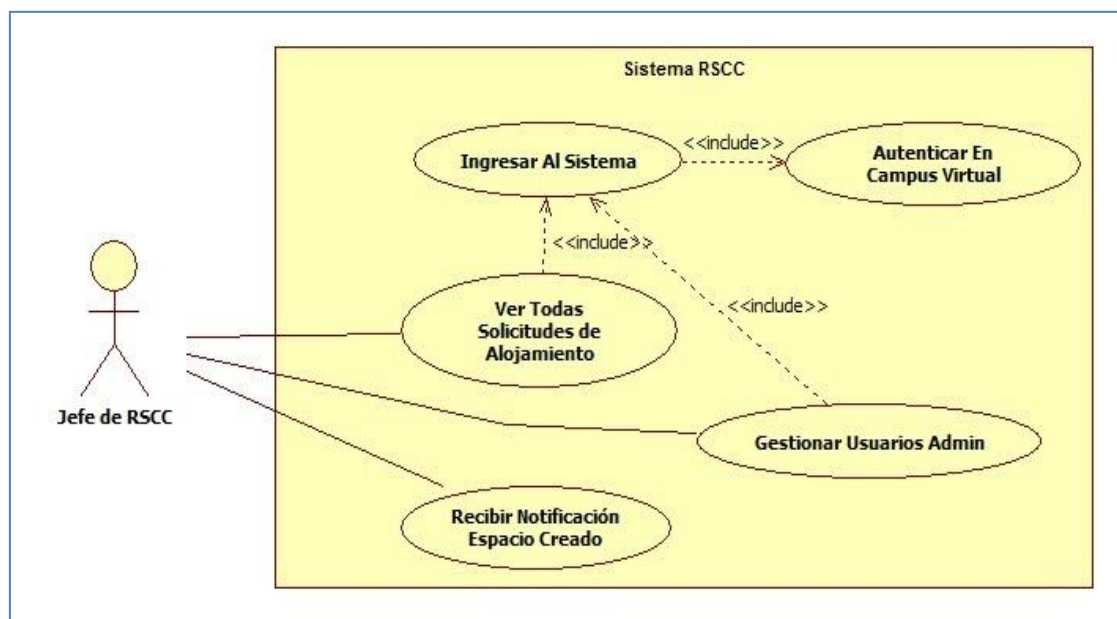 Sistema RSCC
<<include>>
Ingresar Al Sistema
Autenticar En
Campus Virtual
<<include>>
Ver Todas
Solicitudes de
Alojamiento
<<include>>
Jefe de RSCC
Gestionar Usuarios Admin
Recibir Notificación
Espacio Creado